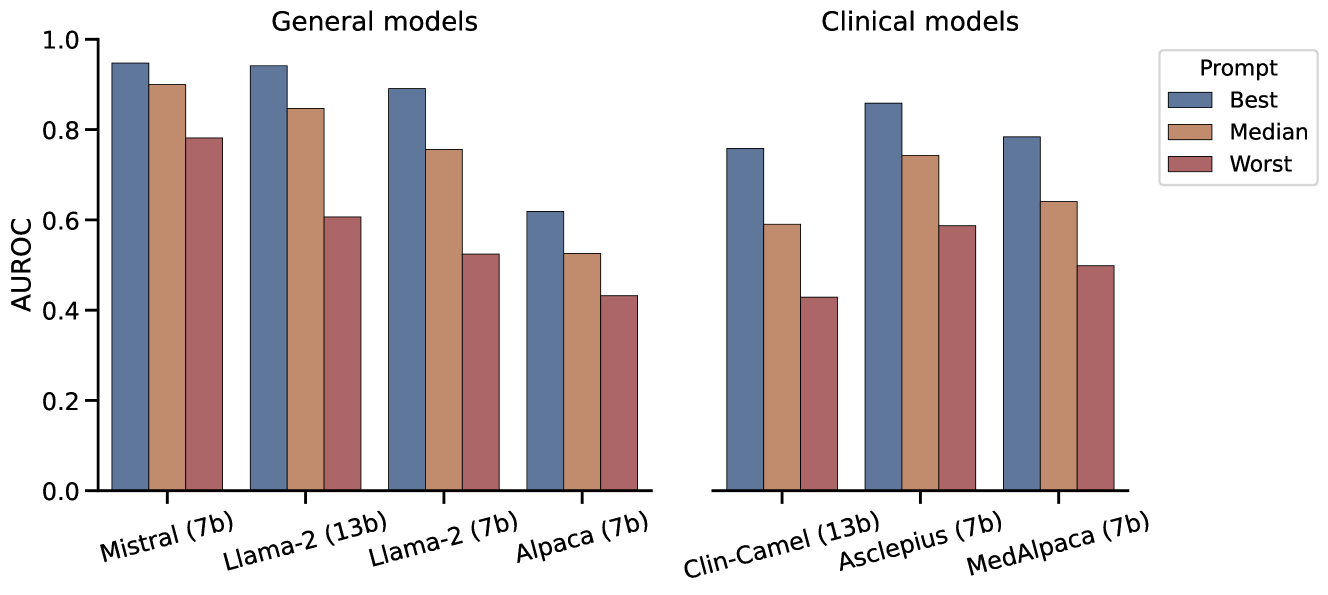 General models
Clinical models
AUROC
1.0
0.8
0.6
0.4
0.2
0.0
Mistral (7b)
Llama-2 (13b)
Llama-2 (7b)
Alpaca (7b)
Clin-Camel (13b)
Asclepius (7b)
MedAlpaca (7b)
Prompt
Best
Median
Worst